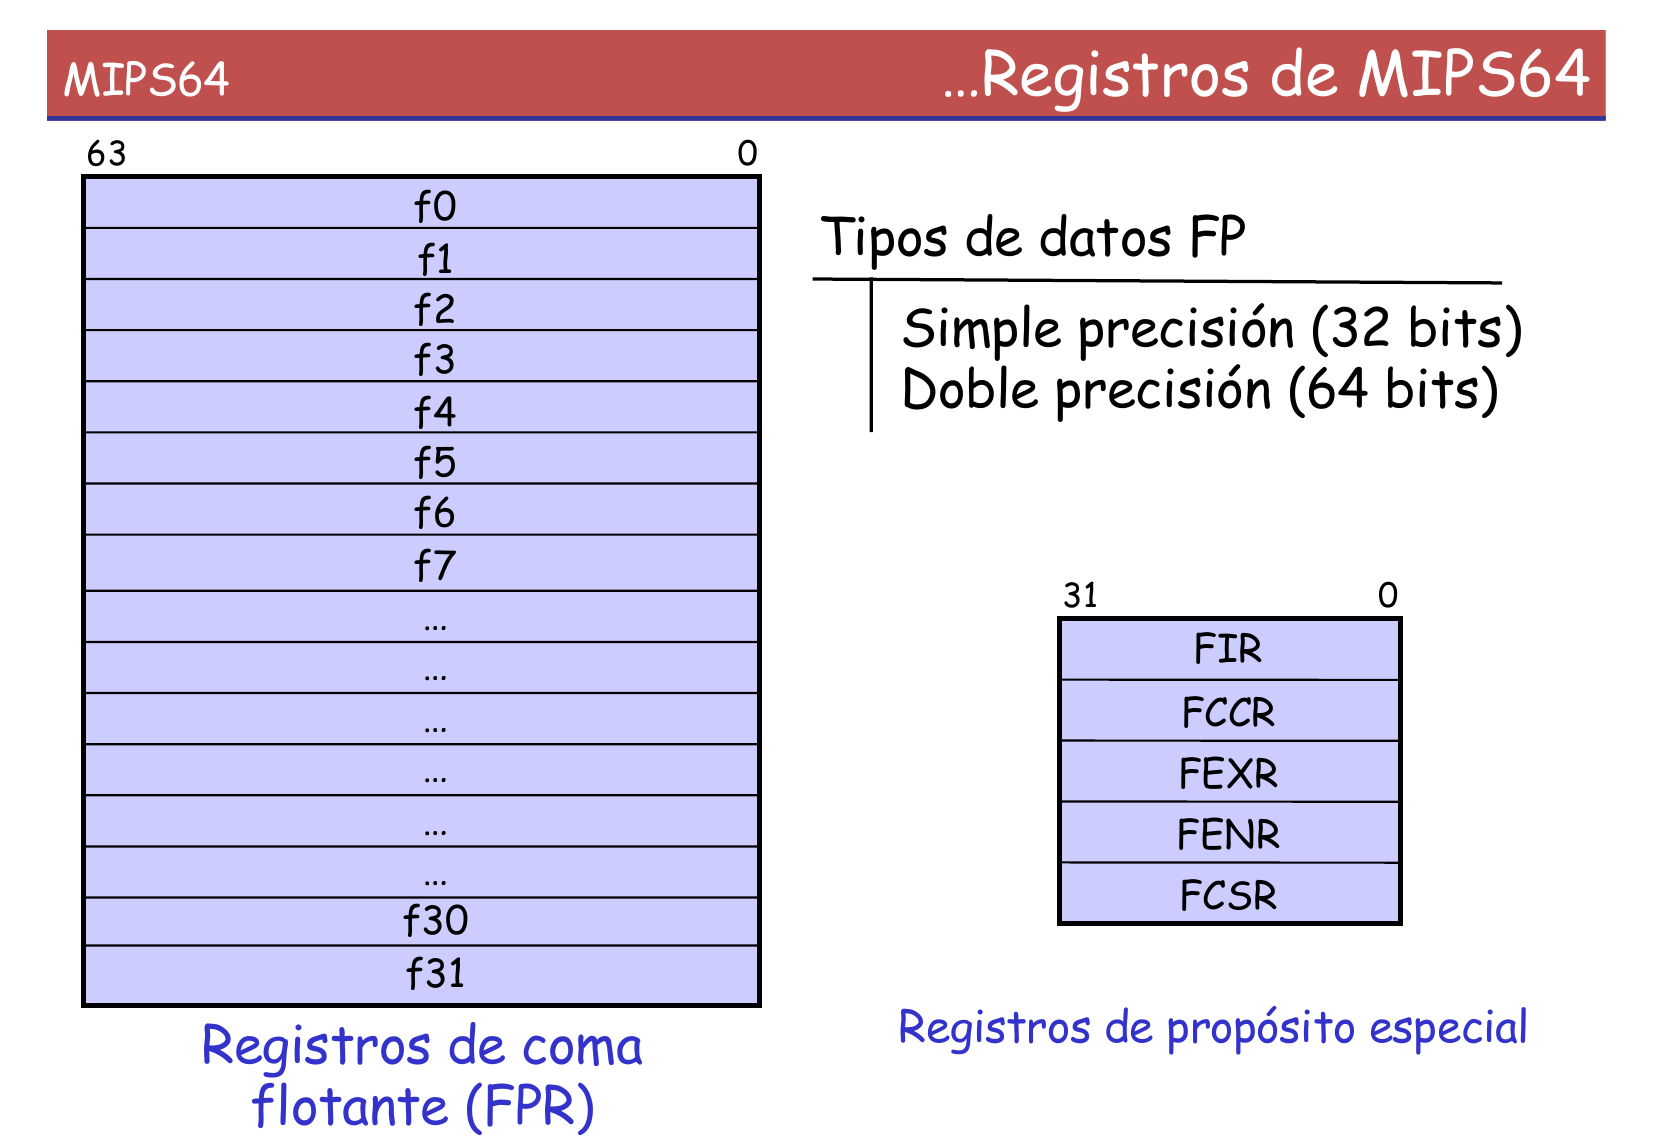 MIPS64
...Registros de MIPS64
63 0
f0
f1
f2
f3
f4
f5
f6
f7
...
...
...
...
...
...
f30
f31
Registros de coma
flotante (FPR)
Tipos de datos FP
Simple precisión (32 bits)
Doble precisión (64 bits)
31 0
FIR
FCCR
FEXR
FENR
FCSR
Registros de propósito especial